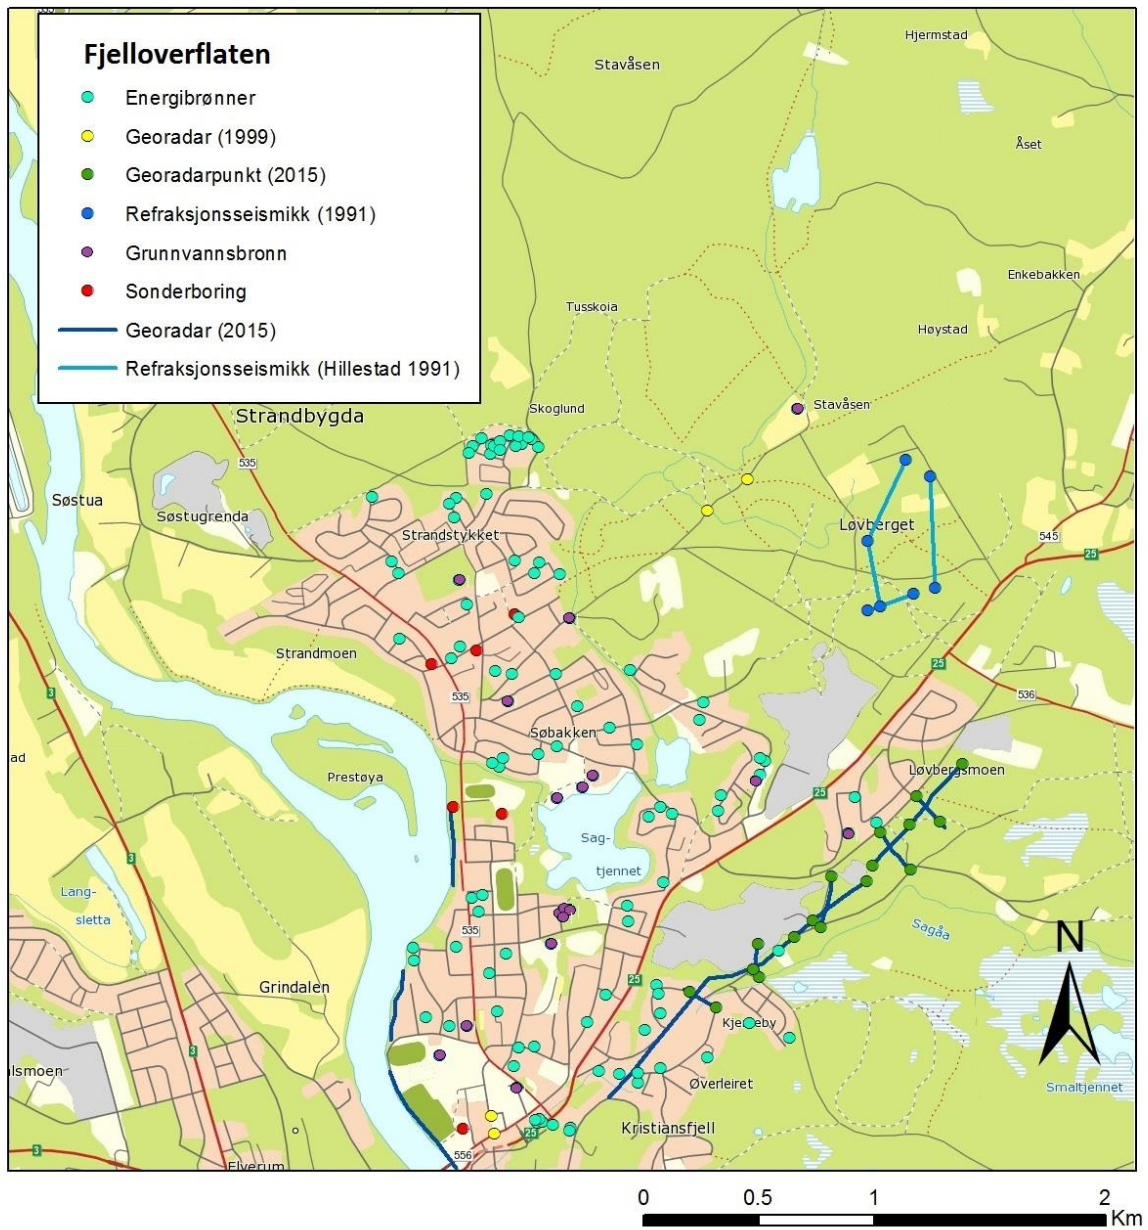 Fjelloverflaten
Energibrønner
Georadar (1999)
Georadarpunkt (2015)
Refraksjonsseismikk (1991)
Grunnvannsbronn
Sonderboring
Georadar (2015)
Refraksjonsseismikk (Hillestad 1991)
Hjermstad
Stavåsen
Åset
Enkebakken
Tusskoia
Høystad
Skoglund
Stavåsen
Strandbygda
535
Søstua
Søstugrenda
Strandstykket
Løvberget
545
25
Strandmoen
25
3
535
536
Søbakken
ad
Prestøya
Løvbergsmoen
25
3
Sag-
tjennet
Lang-
sletta
535
Sagåa
N
25
Grindalen
Kjerneby
3
lsmoen
Øverleiret
Smaltjennet
Kristiansfjell
25
3
556
Elverum
0
0.5
1
2
Km